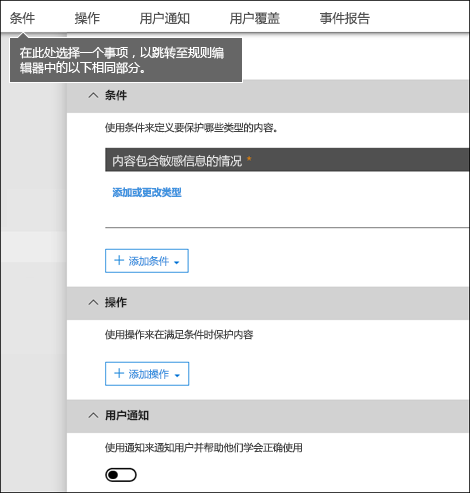 条件 操作 用户通知 用户覆盖 事件报告
在此处选择一个事项，以跳转至规则编
辑器中的以下相同部分。
条件
使用条件来定义要保护哪些类型的内容。
内容包含敏感信息的情况 *
添加或更改类型
+ 添加条件
操作
使用操作来在满足条件时保护内容
+ 添加操作
用户通知
使用通知来通知用户并帮助他们学会正确使用